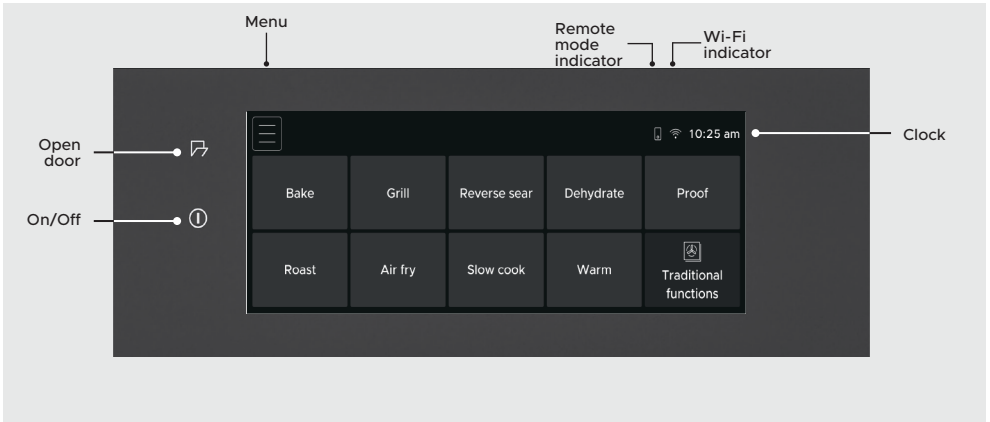 Menu
Remote
mode
indicator
Wi-Fi
indicator
Open
door
On/Off
10:25 am
Clock
Bake
Grill
Reverse sear
Dehydrate
Proof
Roast
Air fry
Slow cook
Warm
Traditional
functions